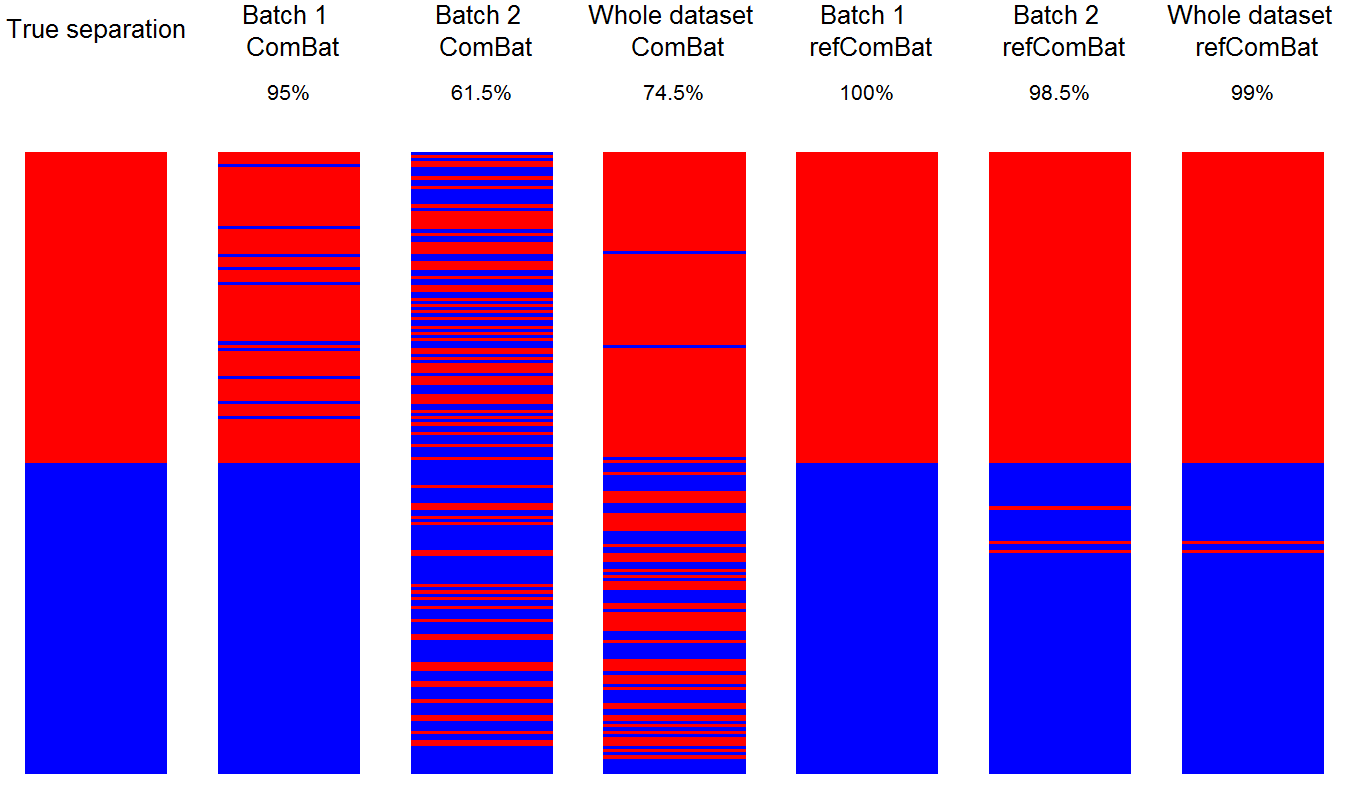 True separation
Batch 1
ComBat
95%
Batch 2
ComBat
61.5%
Whole dataset
ComBat
74.5%
Batch 1
refComBat
100%
Batch 2
refComBat
98.5%
Whole dataset
refComBat
99%